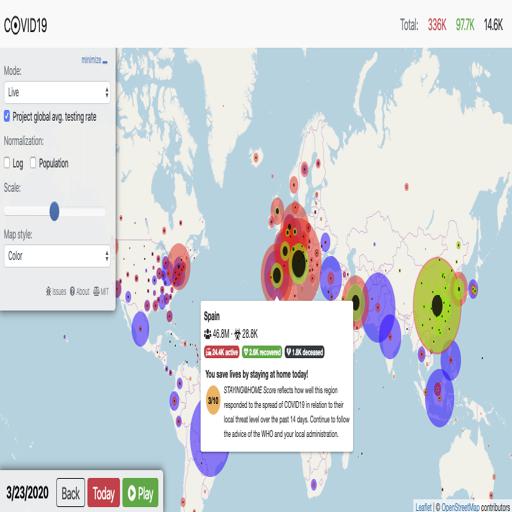 COVID19
Total: 336K 97.7K 14.6K
minimize
Mode:
Live
Project global avg. testing rate
Normalization:
Log Population
Scale:
Map style:
Color
Issues About MIT
Spain
46.8M · 28.8K
24.4K active 2.6K recovered 1.8K deceased
You save lives by staying at home today!
3/10
STAYING@HOME Score reflects how well this region
responded to the spread of COVID19 in relation to their
local threat level over the past 14 days. Continue to follow
the advice of the WHO and your local administration.
3/23/2020 Back Today Play
Leaflet | © OpenStreetMap contributors